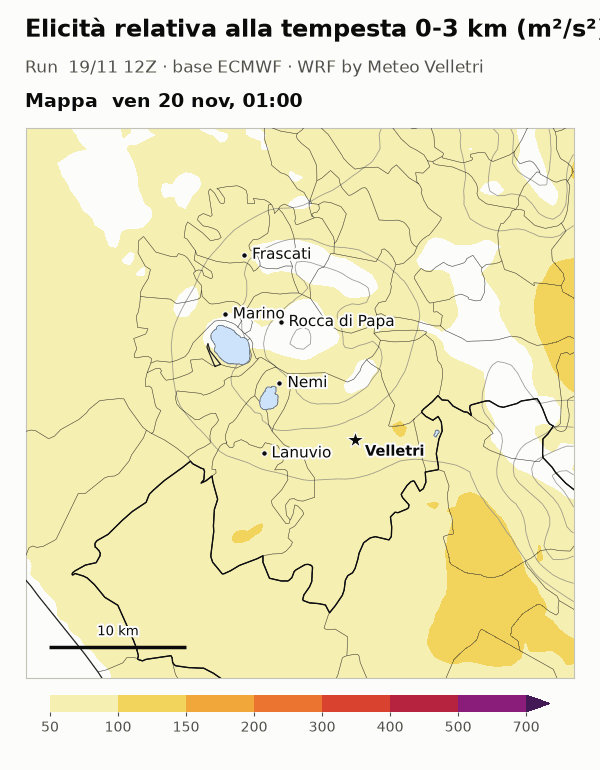 Elicità relativa alla tempesta 0-3 km (m²/s²)
Run  19/11 12Z · base ECMWF · WRF by Meteo Velletri
Mappa  ven 20 nov, 01:00
Frascati
Marino
Rocca di Papa
Nemi
Velletri
Lanuvio
10 km
50 100 150 200 300 400 500 700